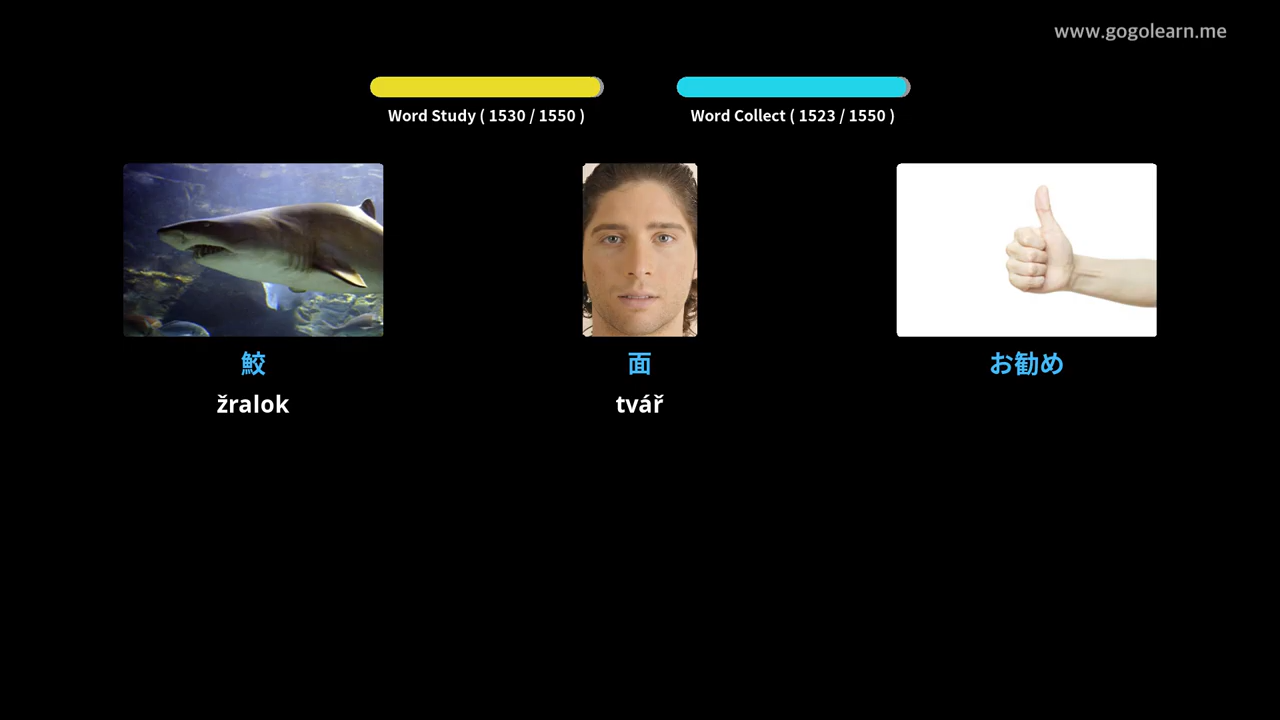 www.gogolearn.me
Word Study ( 1530 / 1550 )
Word Collect ( 1523 / 1550 )
鮫
面
お勧め
žralok
tvář